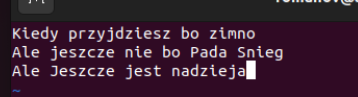 Kiedy przyjdziesz bo zimno
Ale jeszcze nie bo Pada Snieg
Ale Jeszcze jest nadzieja
~